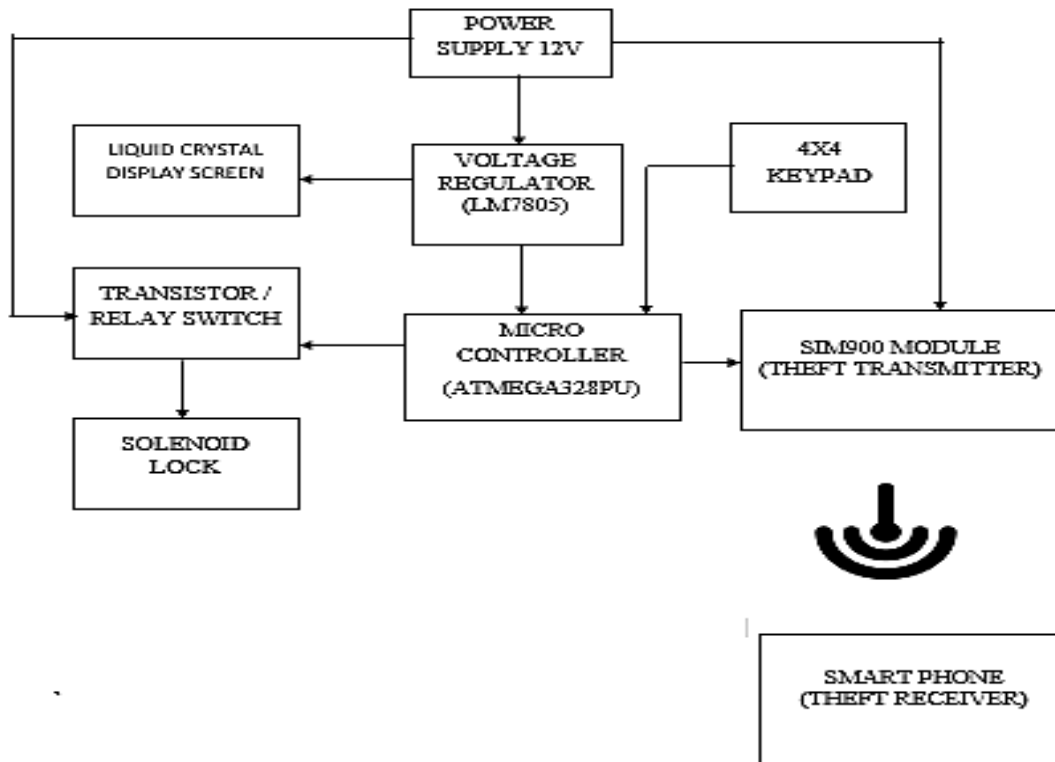 POWER
SUPPLY 12V
LIQUID CRYSTAL
DISPLAY SCREEN
VOLTAGE
REGULATOR
(LM7805)
4X4
KEYPAD
TRANSISTOR /
RELAY SWITCH
MICRO
CONTROLLER
(ATMEGA328PU)
SIM900 MODULE
(THEFT TRANSMITTER)
SOLENOID
LOCK
SMART PHONE
(THEFT RECEIVER)